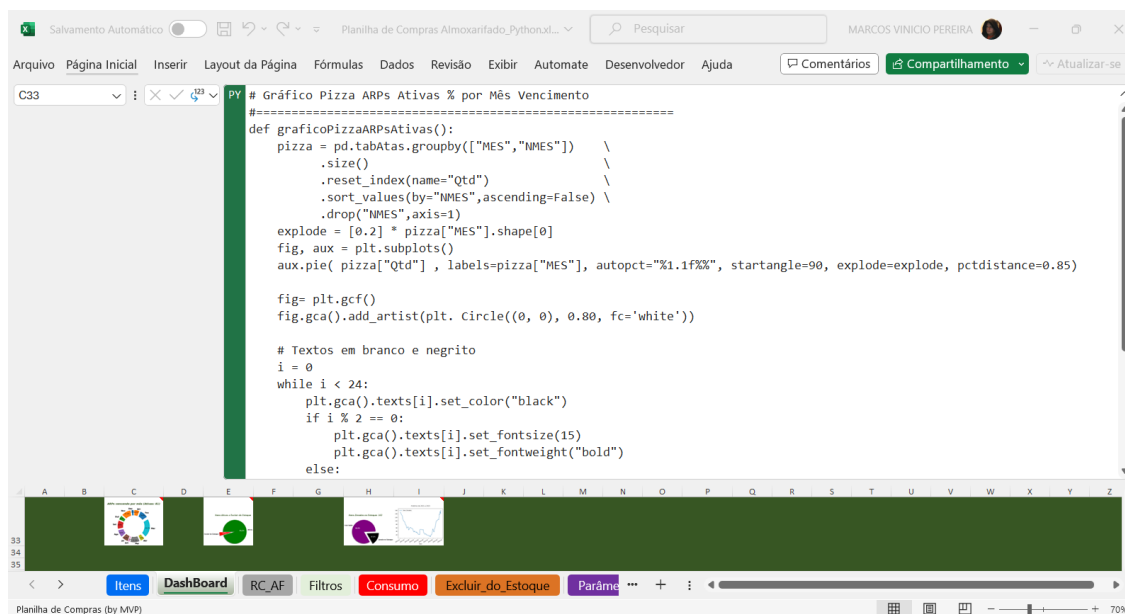 Salvamento Automático
Planilha de Compras Almoxarifado_Python.xl...
Pesquisar
MARCOS VINICIO PEREIRA
Arquivo Página Inicial Inserir Layout da Página Fórmulas Dados Revisão Exibir Automate Desenvolvedor Ajuda
Comentários
Compartilhamento
Atualizar-se
C33
123
PY
# Gráfico Pizza ARPs Ativas % por Mês Vencimento
#============================================================
def graficoPizzaARPsAtivas():
    pizza = pd.tabAtas.groupby(["MES","NMES"])    \
          .size()                                 \
          .reset_index(name="Qtd")                \
          .sort_values(by="NMES",ascending=False) \
          .drop("NMES",axis=1)
    explode = [0.2] * pizza["MES"].shape[0]
    fig, aux = plt.subplots()
    aux.pie( pizza["Qtd"] , labels=pizza["MES"], autopct="%1.1f%%", startangle=90, explode=explode, pctdistance=0.85)
    fig= plt.gcf()
    fig.gca().add_artist(plt. Circle((0, 0), 0.80, fc='white'))
    # Textos em branco e negrito
    i = 0
    while i < 24:
        plt.gca().texts[i].set_color("black")
        if i % 2 == 0:
            plt.gca().texts[i].set_fontsize(15)
            plt.gca().texts[i].set_fontweight("bold")
        else:
A B C D E F G H I J K L M N O P Q R S T U V W X Y Z
33
34
35
Itens DashBoard RC_AF Filtros Consumo Excluir_do_Estoque Parâme ...
Planilha de Compras (by MVP)
70%